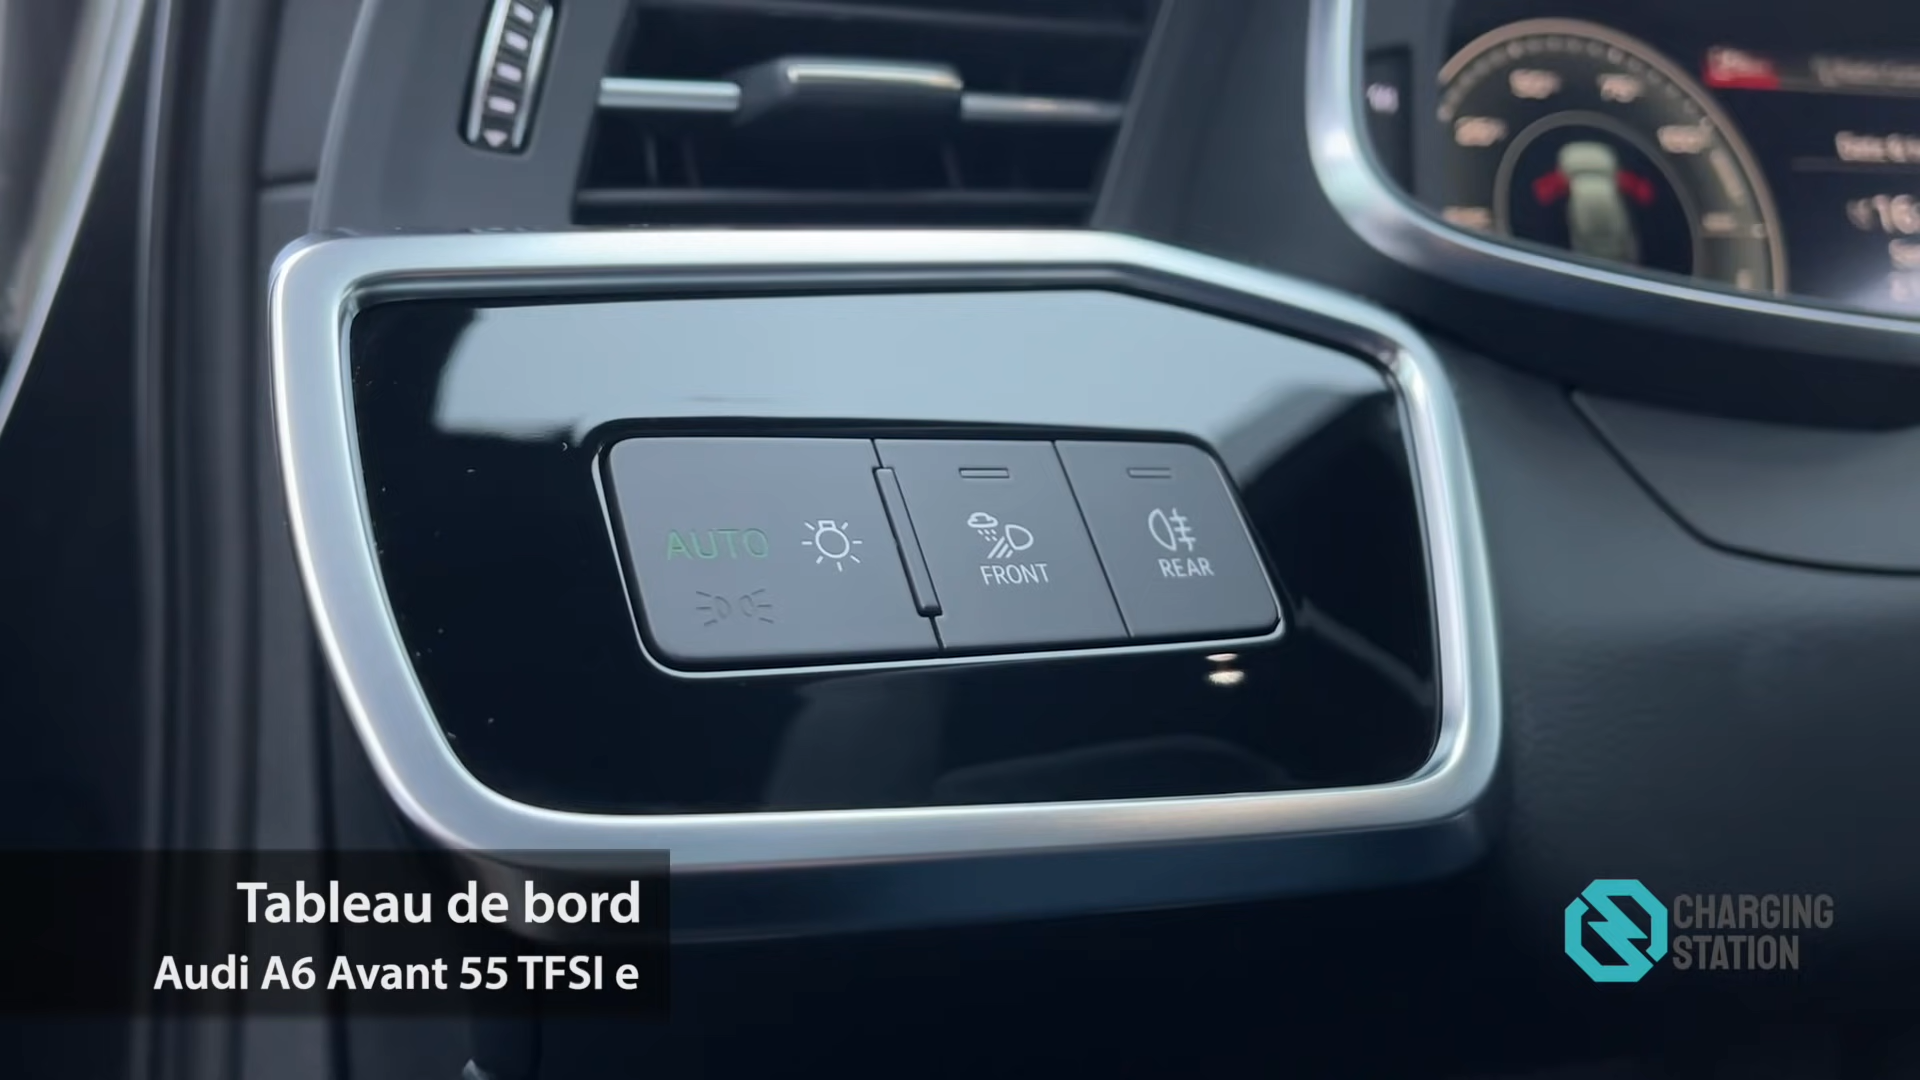 AUTO
FRONT
REAR
Tableau de bord
Audi A6 Avant 55 TFSI e
CHARGING
STATION